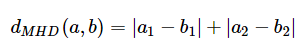 d_{MHD}(a, b) = |a_1 − b_1| + |a_2 − b_2|